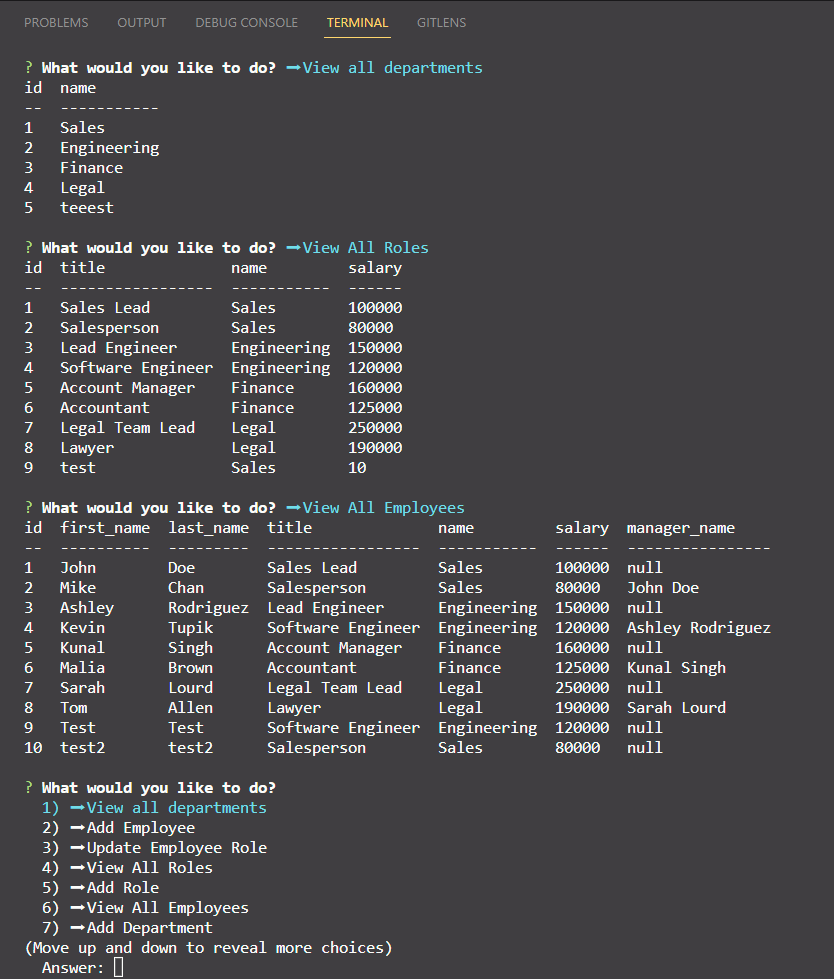 PROBLEMS OUTPUT DEBUG CONSOLE TERMINAL GITLENS
? What would you like to do? ➞View all departments
id  name
--  -----------
1   Sales
2   Engineering
3   Finance
4   Legal
5   teeest
? What would you like to do? ➞View All Roles
id  title              name         salary
--  -----------------  -----------  ------
1   Sales Lead         Sales        100000
2   Salesperson        Sales        80000
3   Lead Engineer      Engineering  150000
4   Software Engineer  Engineering  120000
5   Account Manager    Finance      160000
6   Accountant         Finance      125000
7   Legal Team Lead    Legal        250000
8   Lawyer             Legal        190000
9   test               Sales        10
? What would you like to do? ➞View All Employees
id  first_name  last_name  title              name         salary  manager_name
--  ----------  ---------  -----------------  -----------  ------  ----------------
1   John        Doe        Sales Lead         Sales        100000  null
2   Mike        Chan       Salesperson        Sales        80000   John Doe
3   Ashley      Rodriguez  Lead Engineer      Engineering  150000  null
4   Kevin       Tupik      Software Engineer  Engineering  120000  Ashley Rodriguez
5   Kunal       Singh      Account Manager    Finance      160000  null
6   Malia       Brown      Accountant         Finance      125000  Kunal Singh
7   Sarah       Lourd      Legal Team Lead    Legal        250000  null
8   Tom         Allen      Lawyer             Legal        190000  Sarah Lourd
9   Test        Test       Software Engineer  Engineering  120000  null
10  test2       test2      Salesperson        Sales        80000   null
? What would you like to do?
  1) ➞View all departments
  2) ➞Add Employee
  3) ➞Update Employee Role
  4) ➞View All Roles
  5) ➞Add Role
  6) ➞View All Employees
  7) ➞Add Department
(Move up and down to reveal more choices)
  Answer: